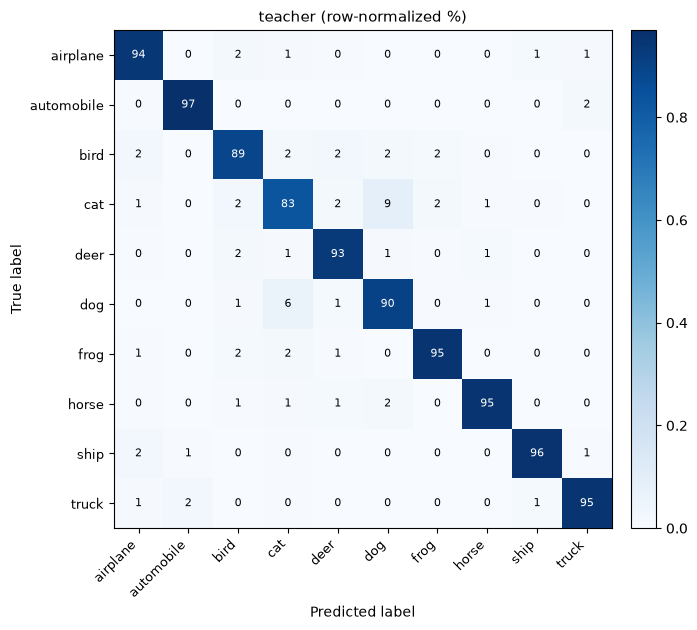 teacher (row-normalized %)
airplane 94 0 2 1 0 0 0 0 1 1
automobile 0 97 0 0 0 0 0 0 0 2
bird 2 0 89 2 2 2 2 0 0 0
cat 1 0 2 83 2 9 2 1 0 0
deer 0 0 2 1 93 1 0 1 0 0
dog 0 0 1 6 1 90 0 1 0 0
frog 1 0 2 2 1 0 95 0 0 0
horse 0 0 1 1 1 2 0 95 0 0
ship 2 1 0 0 0 0 0 0 96 1
truck 1 2 0 0 0 0 0 0 1 95
airplane automobile bird cat deer dog frog horse ship truck
Predicted label
True label
0.8
0.6
0.4
0.2
0.0